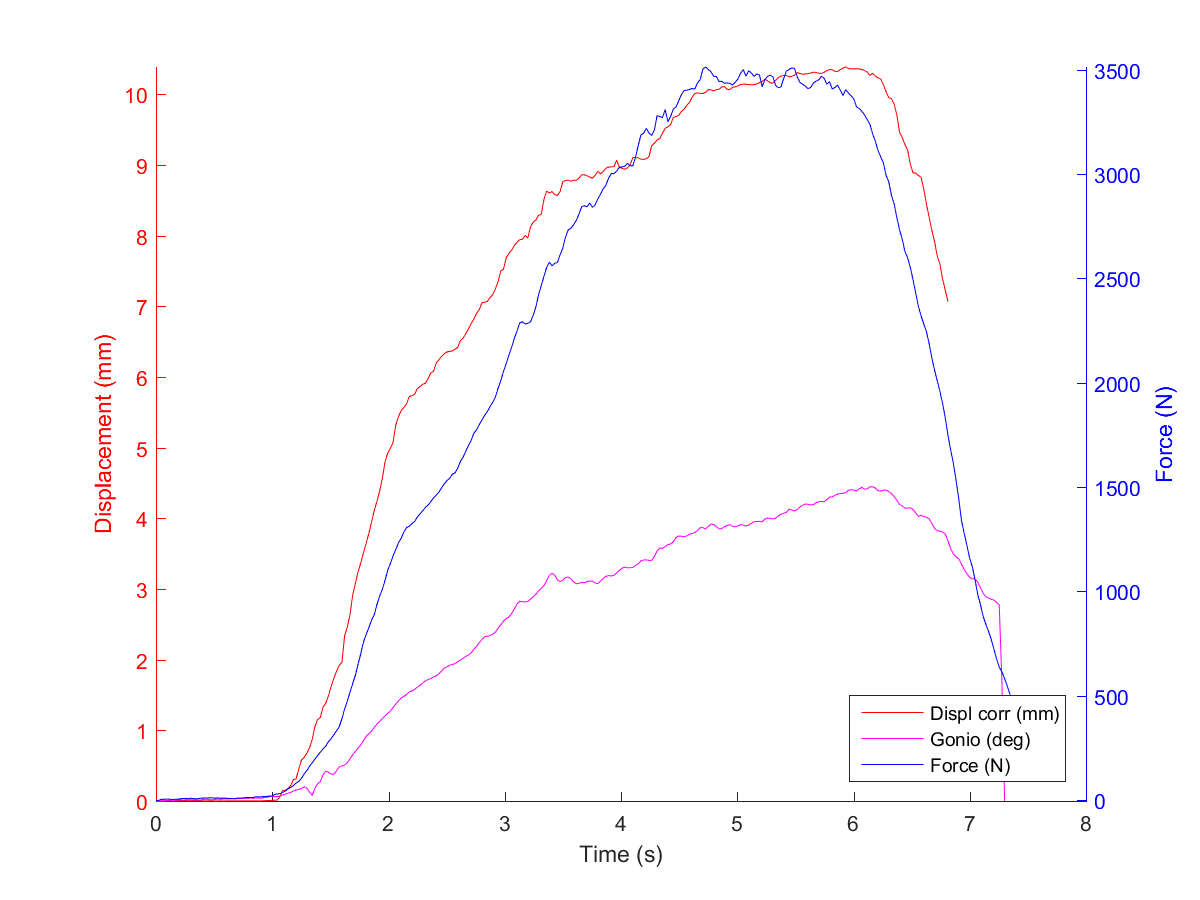 10
9
8
7
6
5
4
3
2
1
0
Displacement (mm)
3500
3000
2500
2000
1500
1000
500
0
Force (N)
Displ corr (mm)
Gonio (deg)
Force (N)
0 1 2 3 4 5 6 7 8
Time (s)